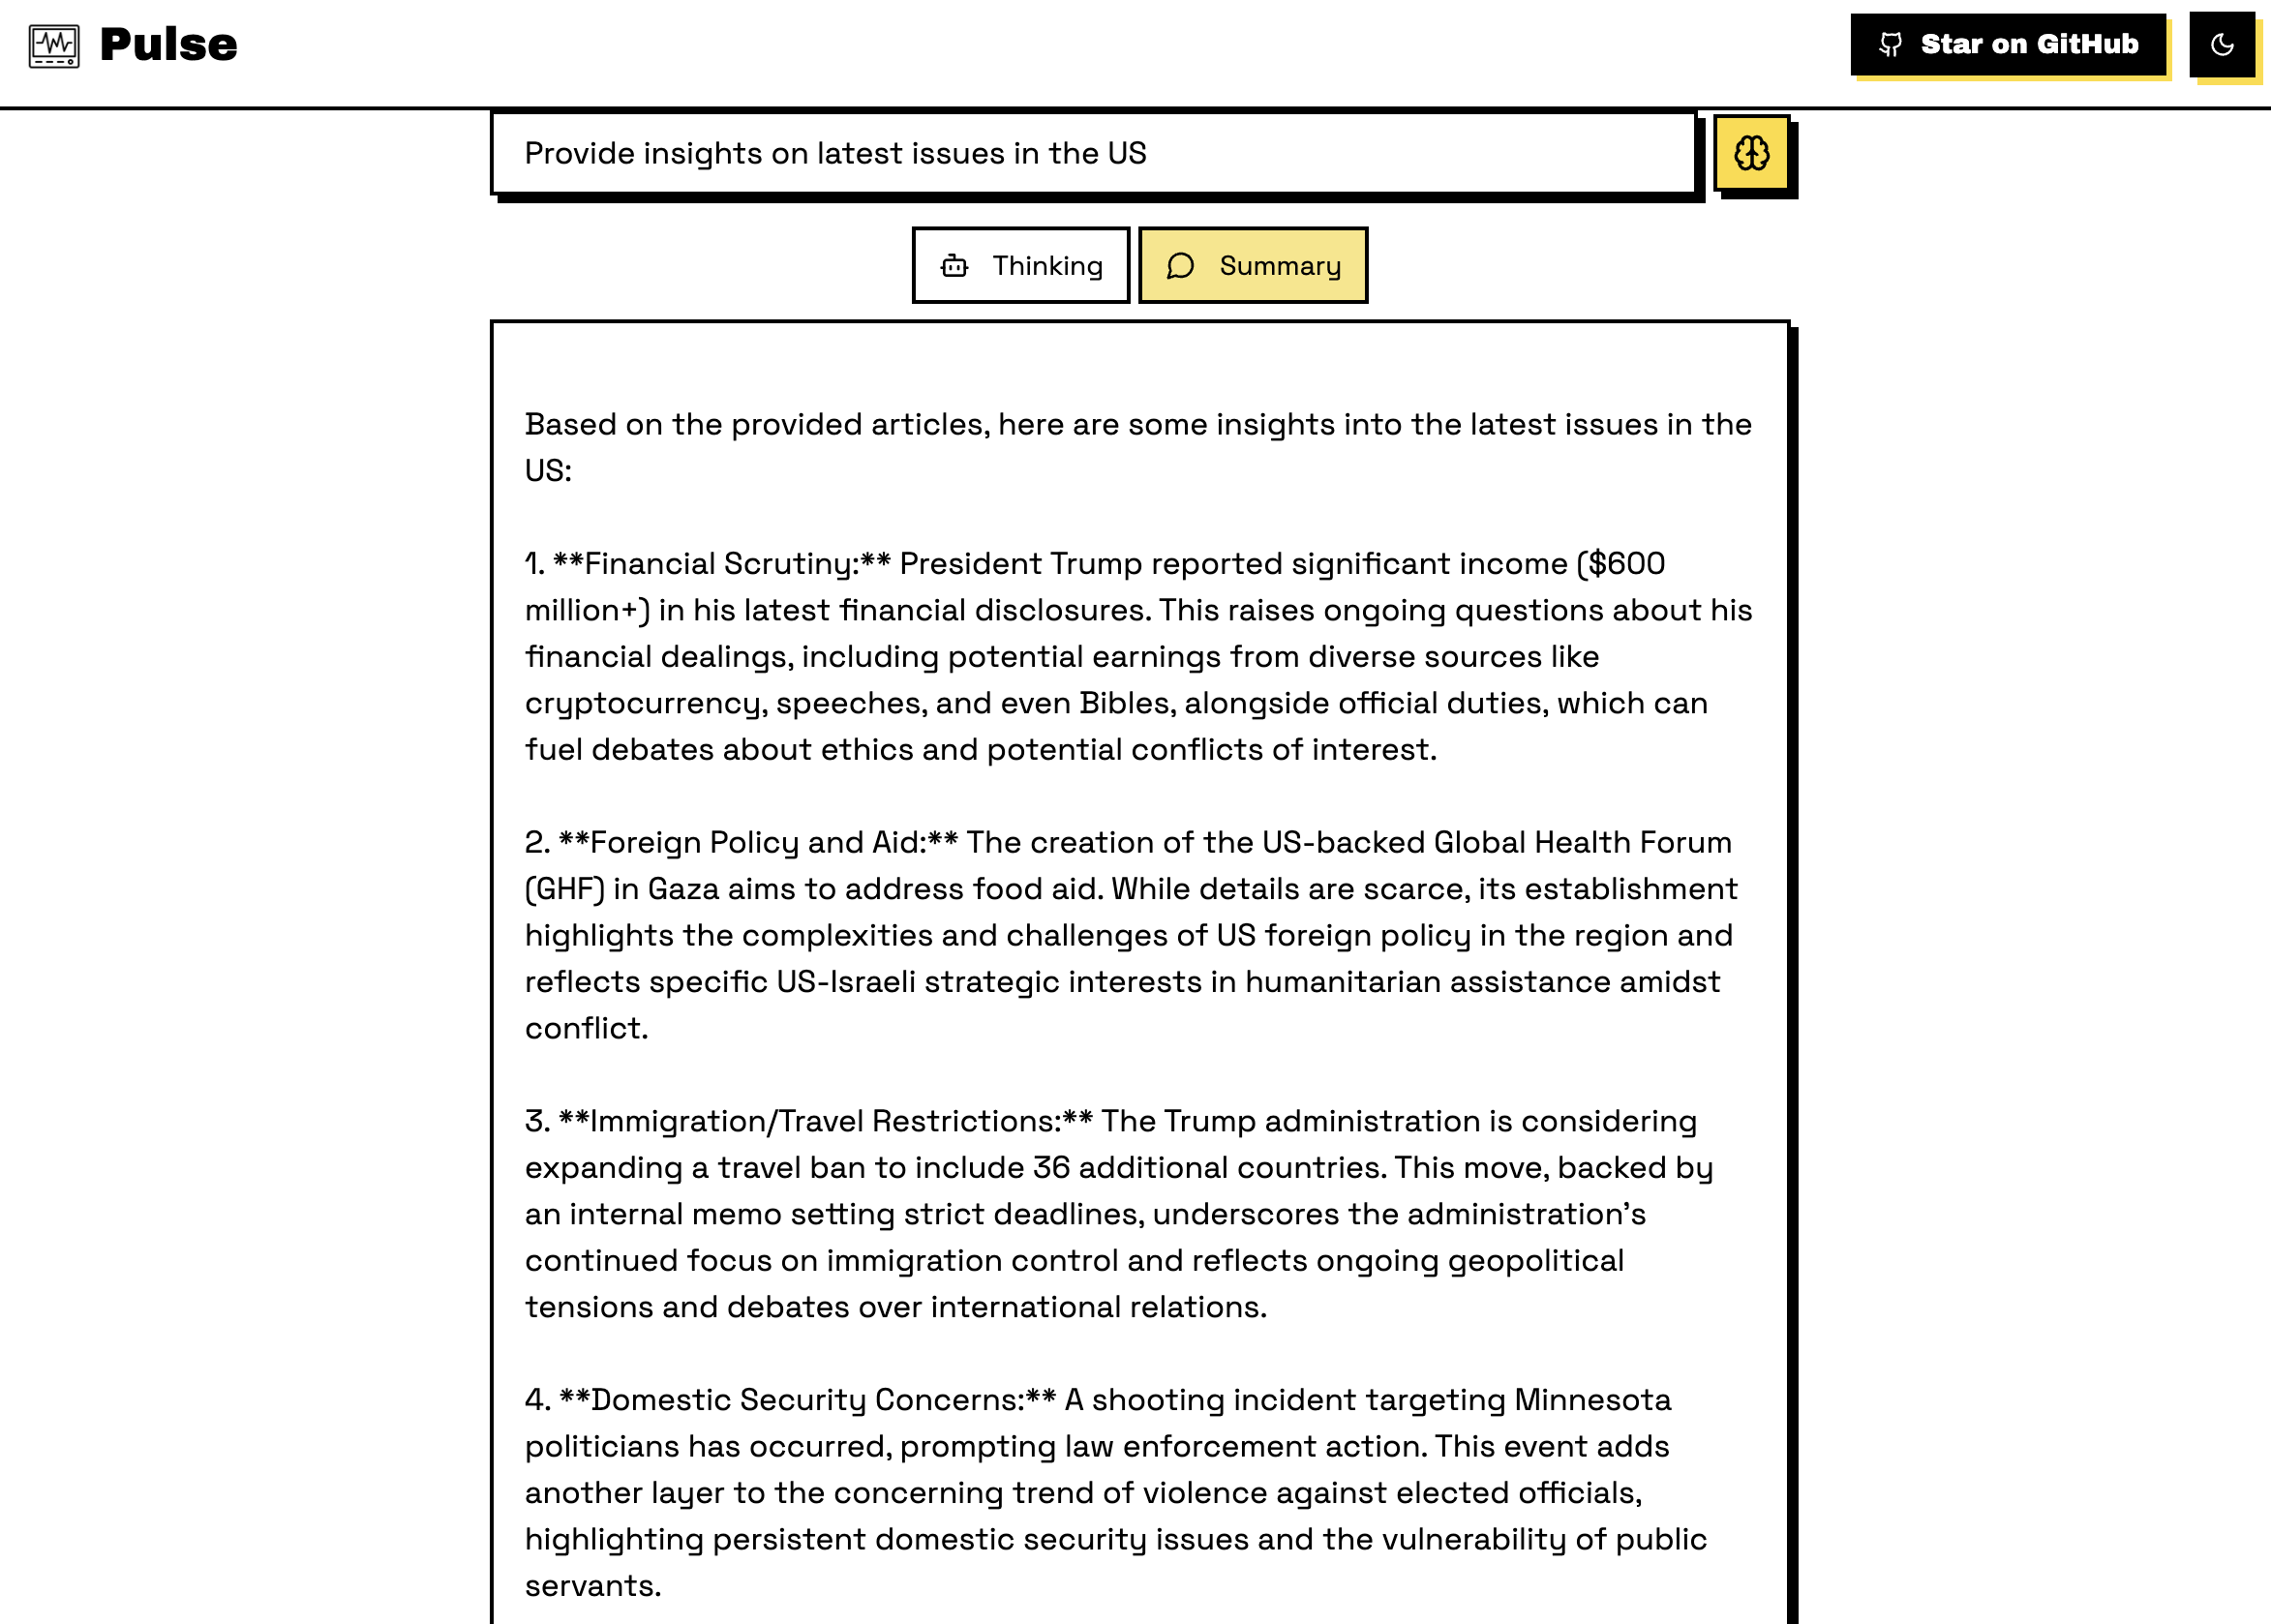 Pulse
Star on GitHub
Provide insights on latest issues in the US
Thinking
Summary
Based on the provided articles, here are some insights into the latest issues in the
US:
1. **Financial Scrutiny:** President Trump reported significant income ($600
million+) in his latest financial disclosures. This raises ongoing questions about his
financial dealings, including potential earnings from diverse sources like
cryptocurrency, speeches, and even Bibles, alongside official duties, which can
fuel debates about ethics and potential conflicts of interest.
2. **Foreign Policy and Aid:** The creation of the US-backed Global Health Forum
(GHF) in Gaza aims to address food aid. While details are scarce, its establishment
highlights the complexities and challenges of US foreign policy in the region and
reflects specific US-Israeli strategic interests in humanitarian assistance amidst
conflict.
3. **Immigration/Travel Restrictions:** The Trump administration is considering
expanding a travel ban to include 36 additional countries. This move, backed by
an internal memo setting strict deadlines, underscores the administration's
continued focus on immigration control and reflects ongoing geopolitical
tensions and debates over international relations.
4. **Domestic Security Concerns:** A shooting incident targeting Minnesota
politicians has occurred, prompting law enforcement action. This event adds
another layer to the concerning trend of violence against elected officials,
highlighting persistent domestic security issues and the vulnerability of public
servants.